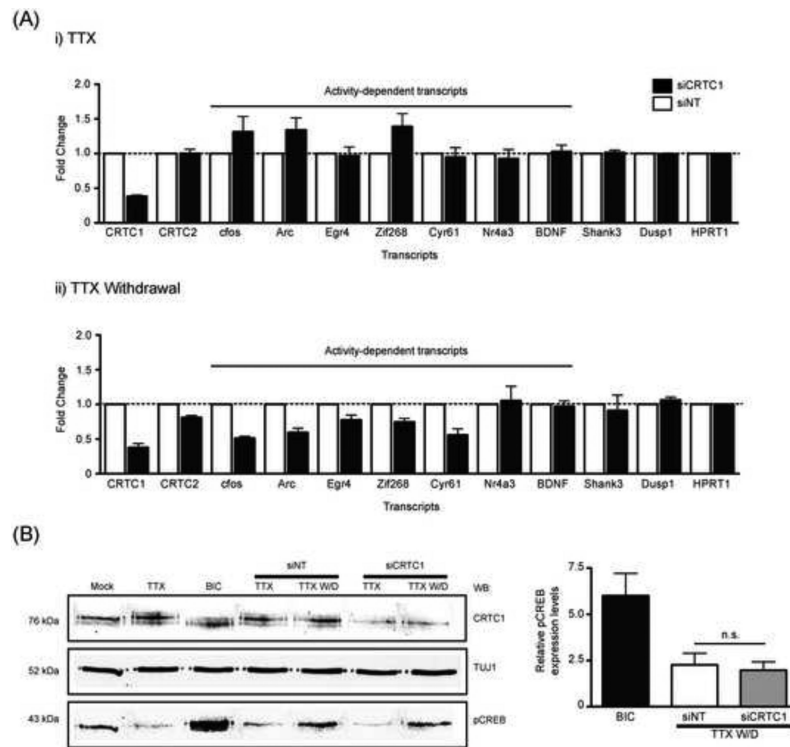 (A)
i) TTX
siCRTC1
siNT
Activity-dependent transcripts
2.0
1.5
1.0
0.5
0
Fold Change
CRTC1 CRTC2 cfos Arc Egr4 Zif268 Cyr61 Nr4a3 BDNF Shank3 Dusp1 HPRT1
Transcripts
ii) TTX Withdrawal
Activity-dependent transcripts
2.0
1.5
1.0
0.5
0
Fold Change
CRTC1 CRTC2 cfos Arc Egr4 Zif268 Cyr61 Nr4a3 BDNF Shank3 Dusp1 HPRT1
Transcripts
(B)
siNT siCRTC1
Mock TTX BIC TTX TTX W/D TTX TTX W/D WB:
76 kDa CRTC1
52 kDa TUJ1
43 kDa pCREB
Relative pCREB
expression levels
7.5
5.0
2.5
0
n.s.
BIC siNT siCRTC1
TTX W/D